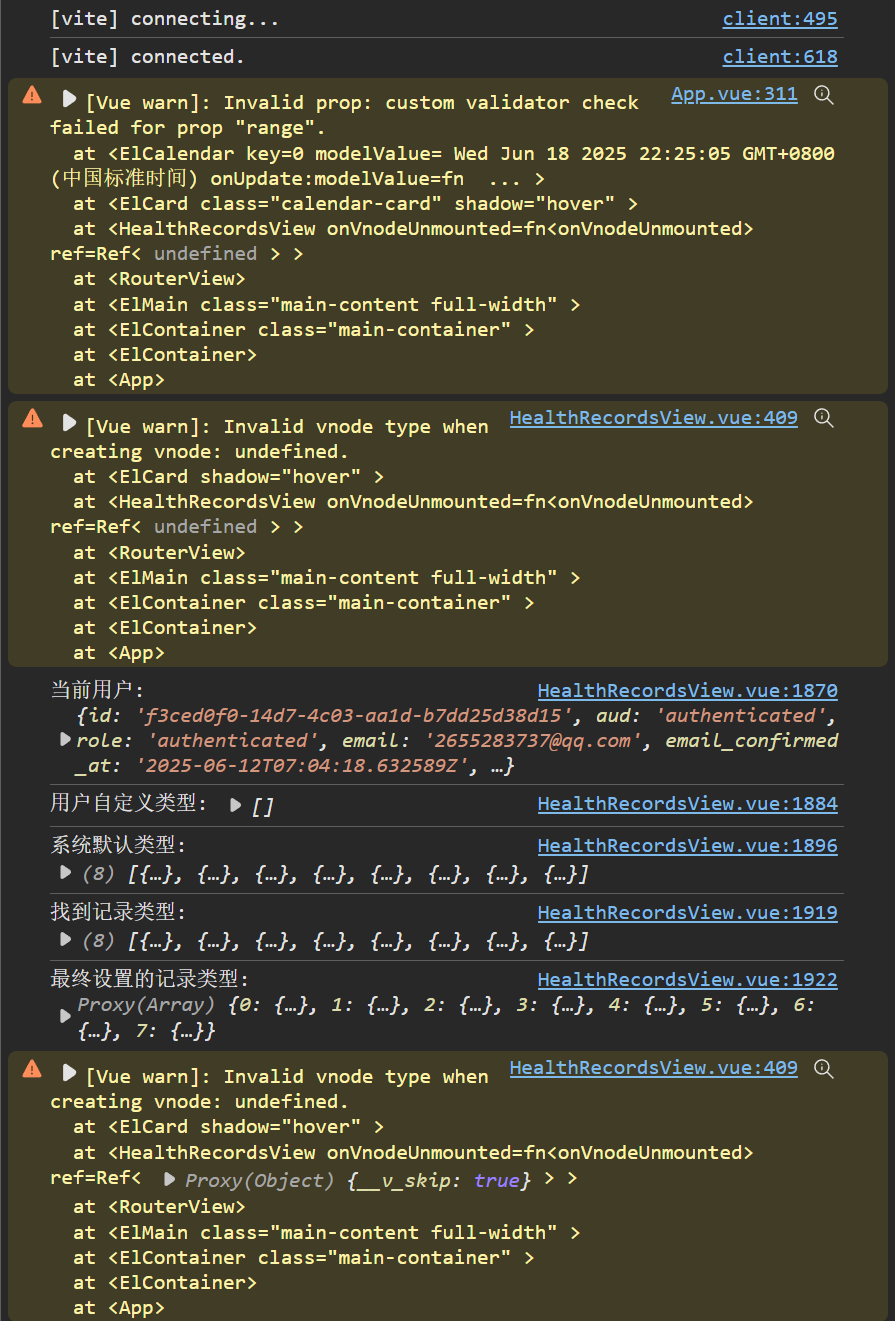 [vite] connecting... client:495
[vite] connected. client:618
[Vue warn]: Invalid prop: custom validator check App.vue:311
failed for prop "range".
at <ElCalendar key=0 modelValue= Wed Jun 18 2025 22:25:05 GMT+0800
(中国标准时间) onUpdate:modelValue=fn ... >
at <ElCard class="calendar-card" shadow="hover" >
at <HealthRecordsView onVnodeUnmounted=fn<onVnodeUnmounted>
ref=Ref< undefined > >
at <RouterView>
at <ElMain class="main-content full-width" >
at <ElContainer class="main-container" >
at <ElContainer>
at <App>
[Vue warn]: Invalid vnode type when HealthRecordsView.vue:409
creating vnode: undefined.
at <ElCard shadow="hover" >
at <HealthRecordsView onVnodeUnmounted=fn<onVnodeUnmounted>
ref=Ref< undefined > >
at <RouterView>
at <ElMain class="main-content full-width" >
at <ElContainer class="main-container" >
at <ElContainer>
at <App>
当前用户: HealthRecordsView.vue:1870
{id: 'f3ced0f0-14d7-4c03-aa1d-b7dd25d38d15', aud: 'authenticated',
role: 'authenticated', email: '2655283737@qq.com', email_confirmed
_at: '2025-06-12T07:04:18.632589Z', …}
用户自定义类型: [] HealthRecordsView.vue:1884
系统默认类型: HealthRecordsView.vue:1896
(8) [{…}, {…}, {…}, {…}, {…}, {…}, {…}, {…}]
找到记录类型: HealthRecordsView.vue:1919
(8) [{…}, {…}, {…}, {…}, {…}, {…}, {…}, {…}]
最终设置的记录类型: HealthRecordsView.vue:1922
Proxy(Array) {0: {…}, 1: {…}, 2: {…}, 3: {…}, 4: {…}, 5: {…}, 6:
{…}, 7: {…}}
[Vue warn]: Invalid vnode type when HealthRecordsView.vue:409
creating vnode: undefined.
at <ElCard shadow="hover" >
at <HealthRecordsView onVnodeUnmounted=fn<onVnodeUnmounted>
ref=Ref< Proxy(Object) {__v_skip: true} > >
at <RouterView>
at <ElMain class="main-content full-width" >
at <ElContainer class="main-container" >
at <ElContainer>
at <App>